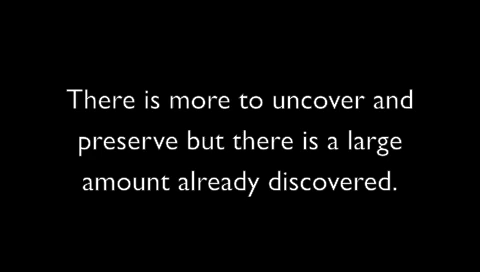 There is more to uncover and
preserve but there is a large
amount already discovered.